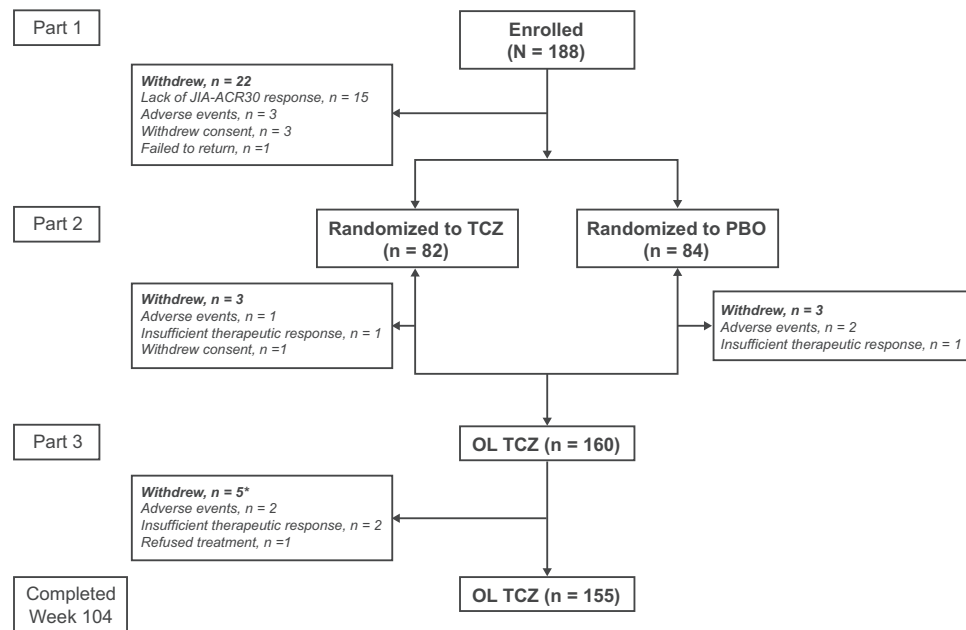 Part 1
Enrolled
(N = 188)
Withdrew, n = 22
Lack of JIA-ACR30 response, n = 15
Adverse events, n = 3
Withdrew consent, n = 3
Failed to return, n =1
Part 2
Randomized to TCZ
(n = 82)
Randomized to PBO
(n = 84)
Withdrew, n = 3
Adverse events, n = 1
Insufficient therapeutic response, n = 1
Withdrew consent, n =1
Withdrew, n = 3
Adverse events, n = 2
Insufficient therapeutic response, n = 1
Part 3
OL TCZ (n = 160)
Withdrew, n = 5*
Adverse events, n = 2
Insufficient therapeutic response, n = 2
Refused treatment, n =1
Completed
Week 104
OL TCZ (n = 155)